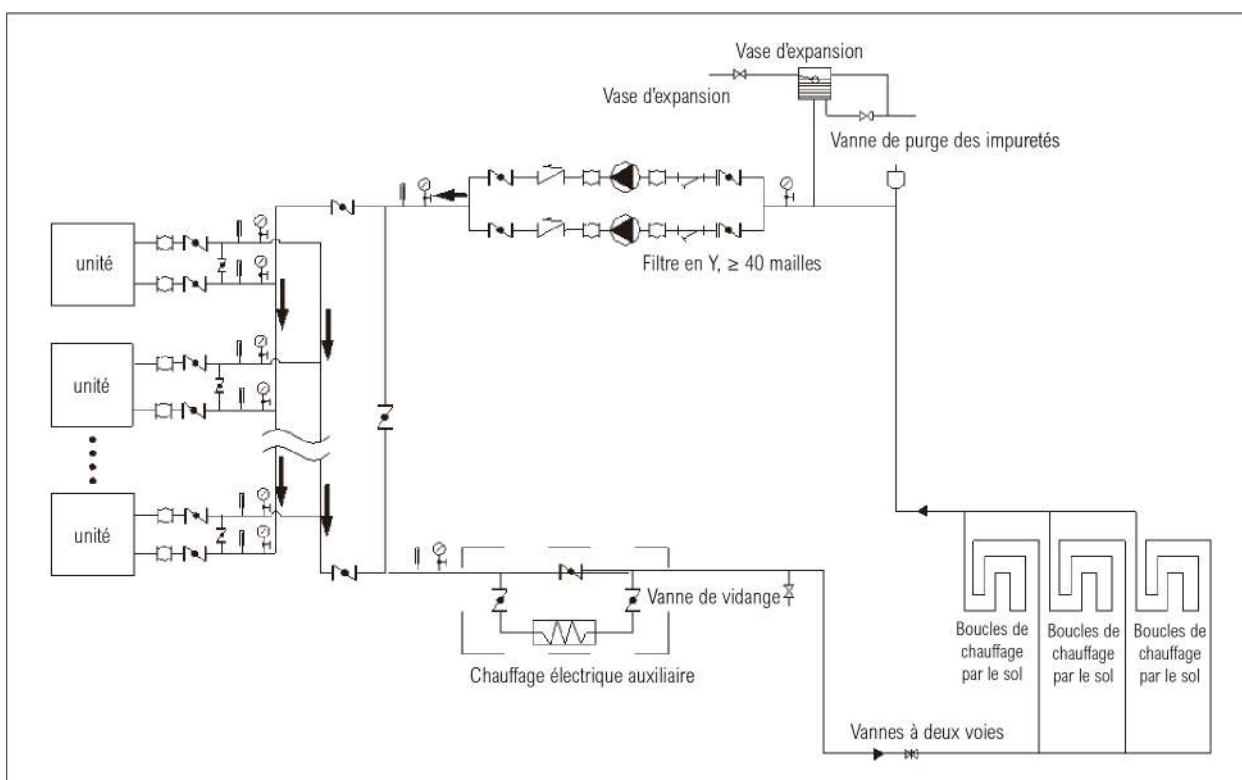 Vase d'expansion
Vase d'expansion
Vanne de purge des impuretés
Filtre en Y, ≥ 40 mailles
unité
unité
unité
Vanne de vidange
Chauffage électrique auxiliaire
Boucles de
chauffage
par le sol
Boucles de
chauffage
par le sol
Boucles de
chauffage
par le sol
Vannes à deux voies